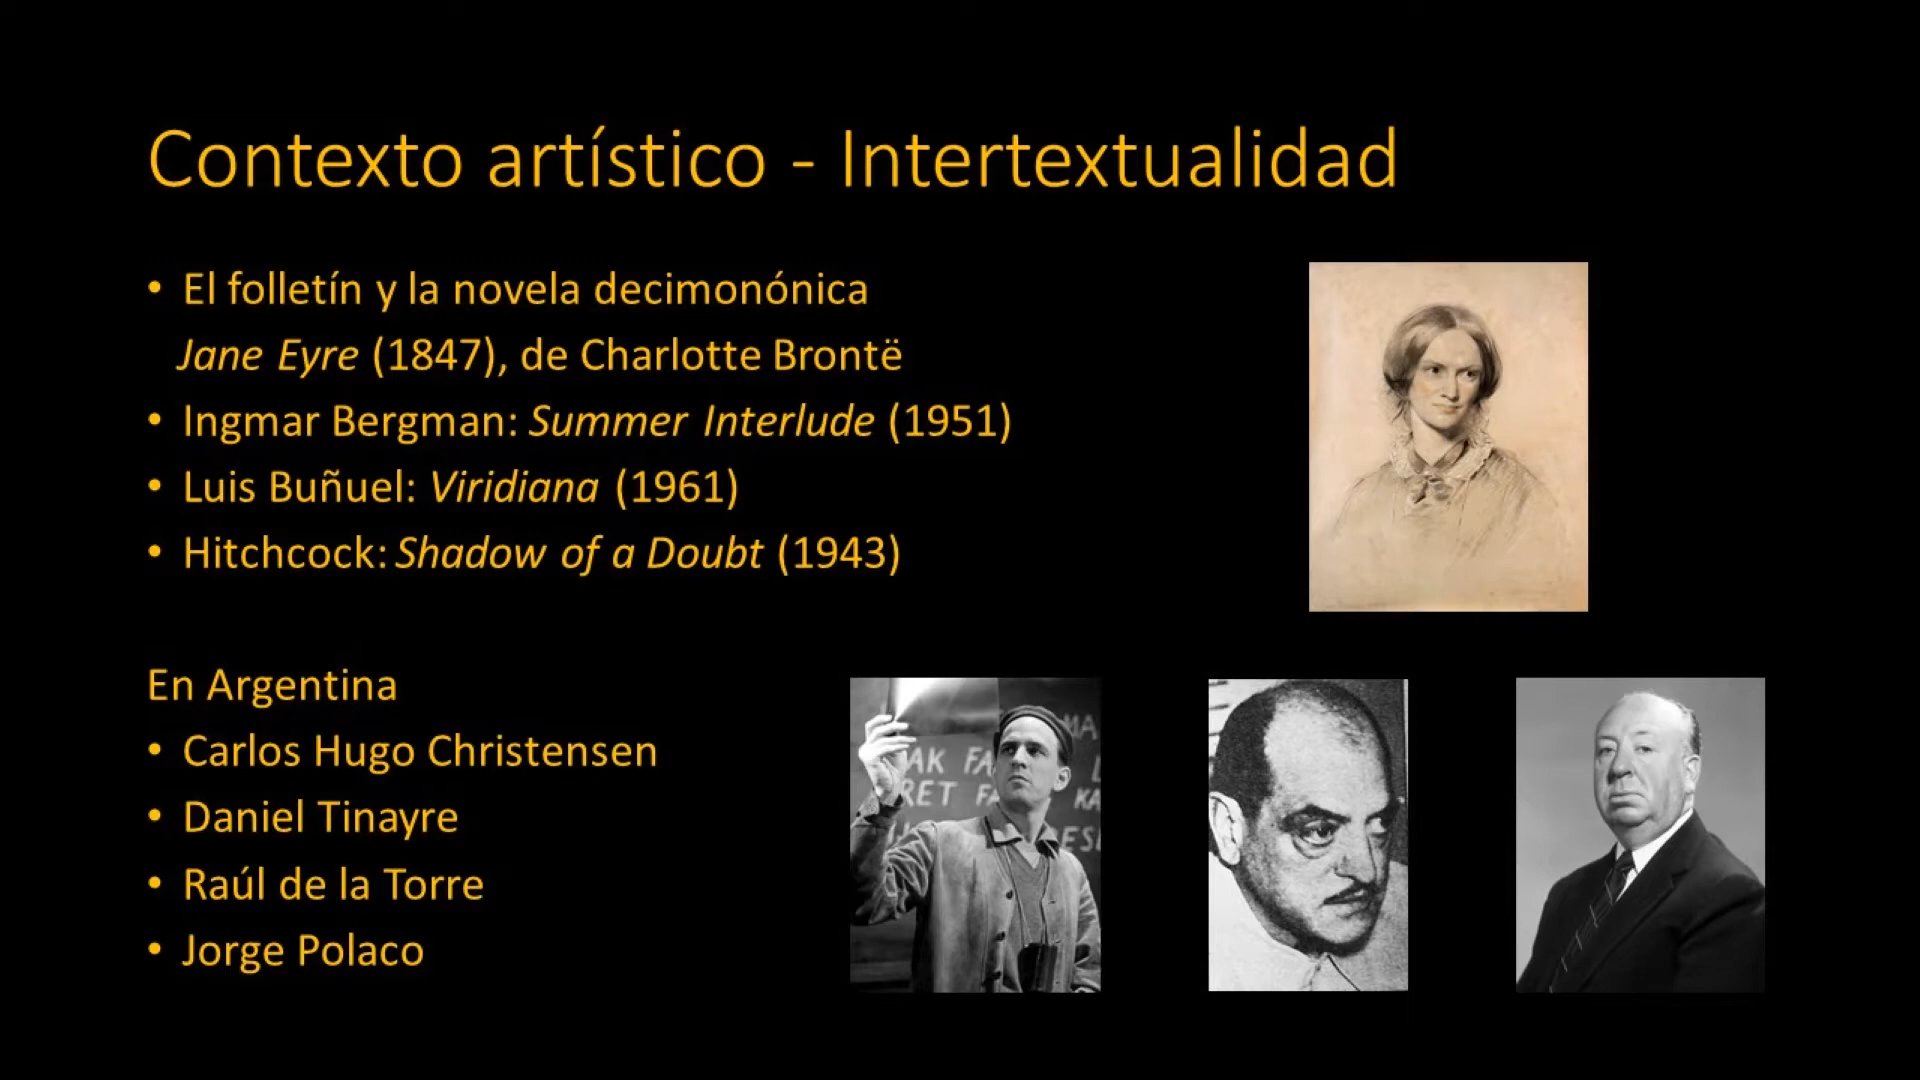 Contexto artístico - Intertextualidad
• El folletín y la novela decimonónica
Jane Eyre (1847), de Charlotte Brontë
• Ingmar Bergman: Summer Interlude (1951)
• Luis Buñuel: Viridiana (1961)
• Hitchcock: Shadow of a Doubt (1943)
En Argentina
• Carlos Hugo Christensen
• Daniel Tinayre
• Raúl de la Torre
• Jorge Polaco